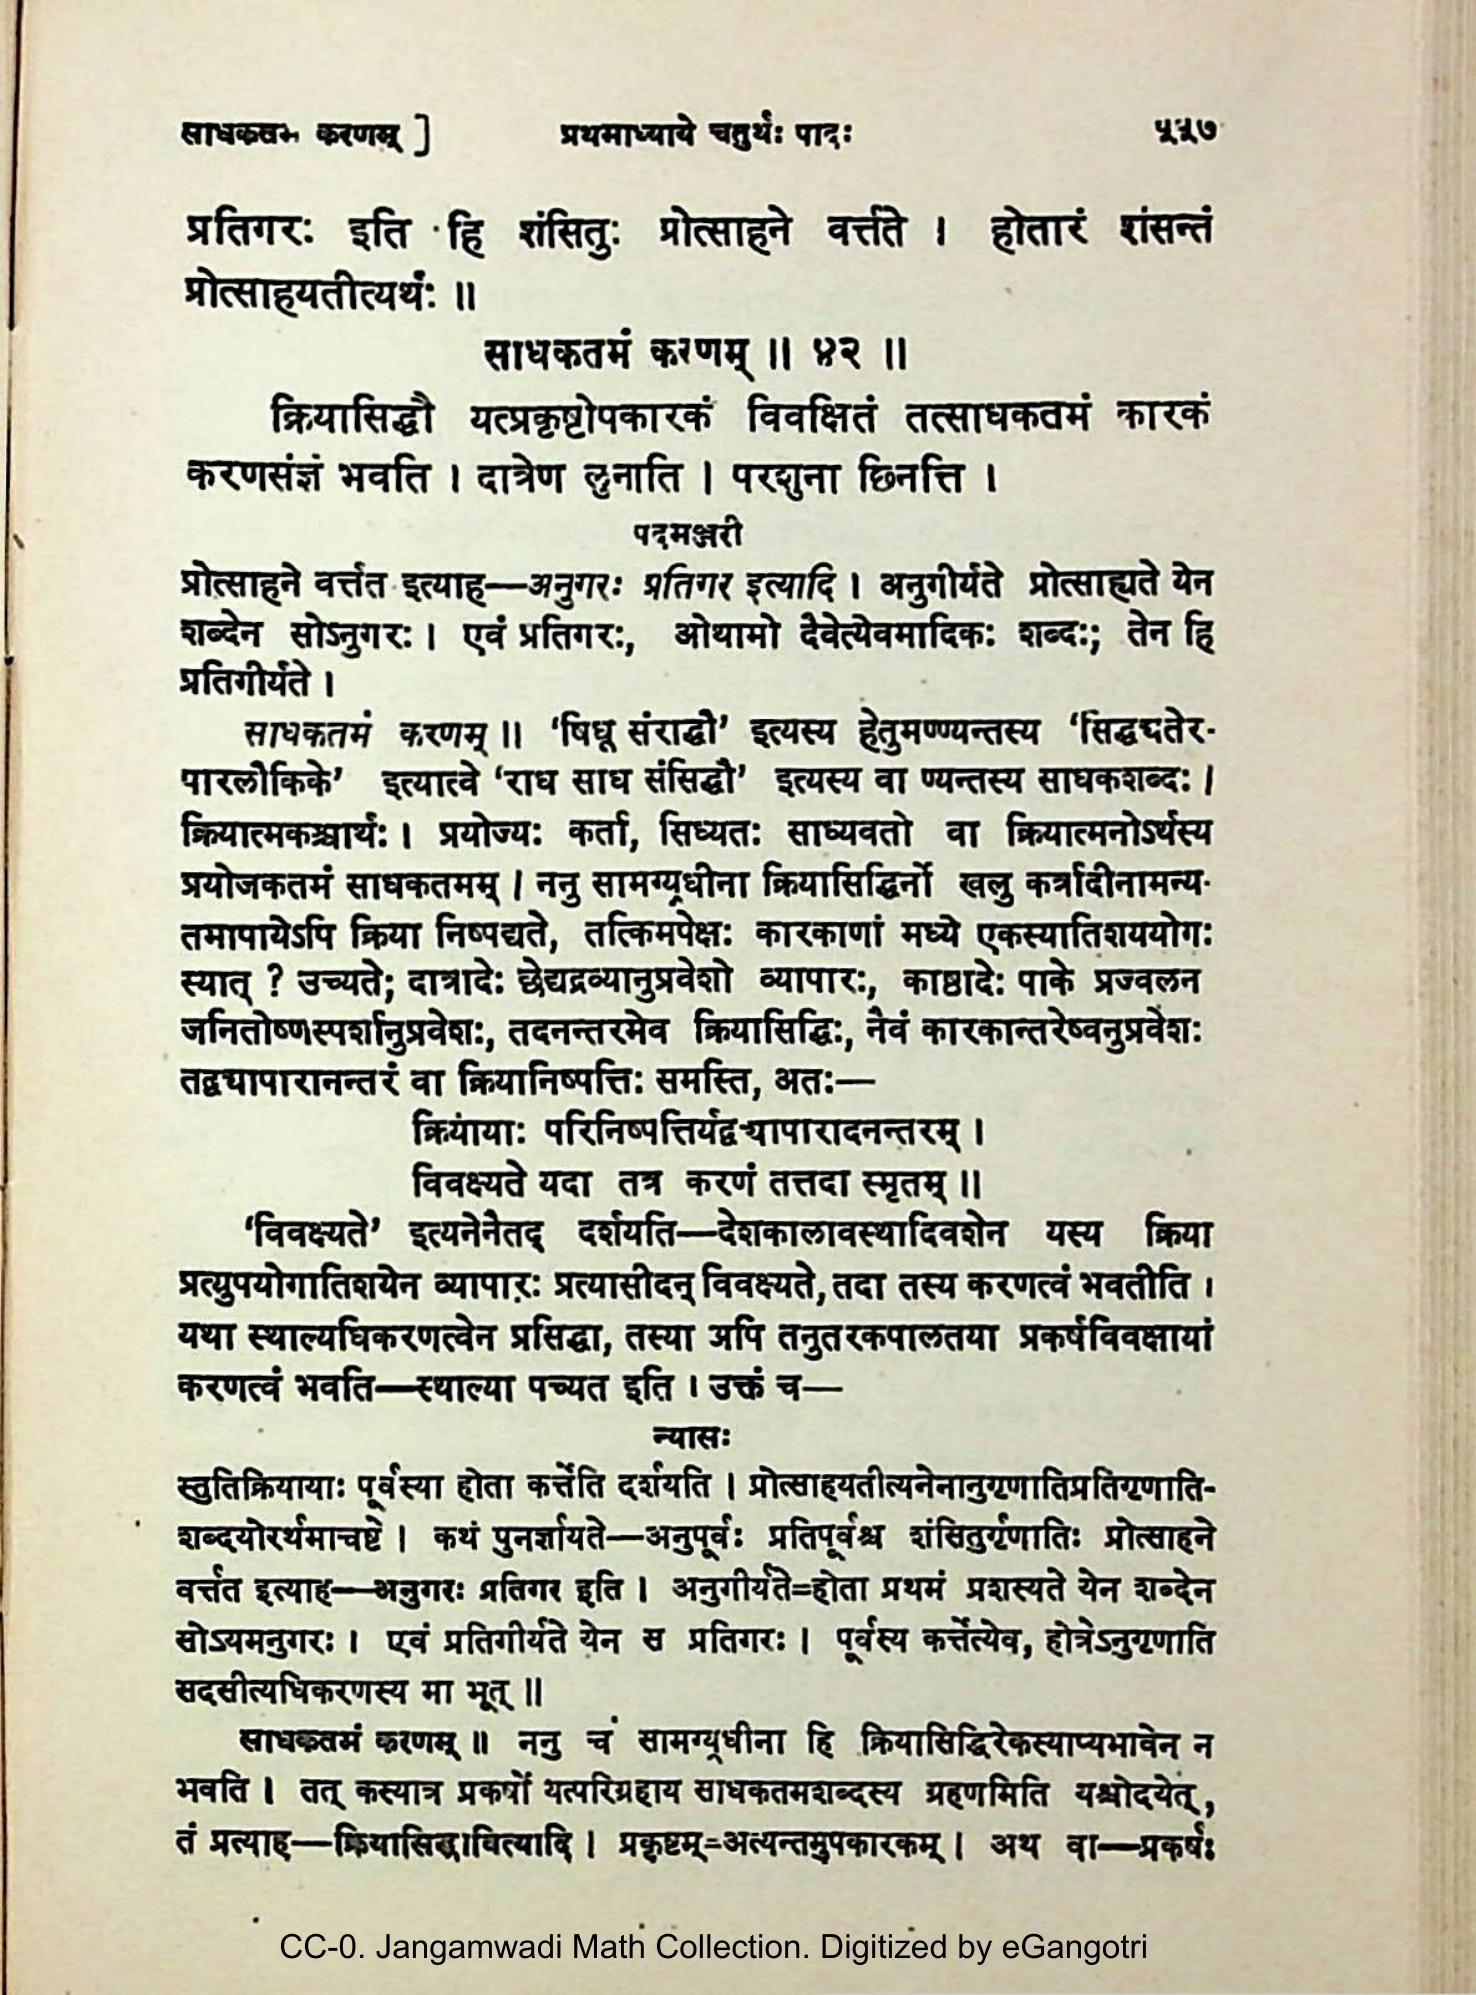 साधकतम करणम् ]
प्रथमाध्याये चतुर्थः पादः
५५७
प्रतिगरः इति हि शंसितुः प्रोत्साहने वर्त्तते । होतारं शंसन्तं
प्रोत्साहयतीत्यर्थः ॥
साधकतमं करणम् ॥ ४२ ॥
क्रियासिद्धौ यत्प्रकृष्टोपकारकं विवक्षितं तत्साधकतमं कारकं
करणसंज्ञं भवति । दात्रेण लुनाति । परशुना छिनत्ति ।
पदमञ्जरी
प्रोत्साहने वर्त्तत इत्याह—अनुगरः प्रतिगर इत्यादि । अनुगीर्यते प्रोत्साह्यते येन
शब्देन सोऽनुगरः । एवं प्रतिगरः, ओथामो दैवेत्येवमादिकः शब्दः; तेन हि
प्रतिगीर्यते ।
साधकतमं करणम् ॥ ‘षिधू संराद्धौ’ इत्यस्य हेतुमण्ण्यन्तस्य ‘सिद्ध्यतेर-
पारलौकिके’ इत्यात्वे ‘राध साध संसिद्धौ’ इत्यस्य वा ण्यन्तस्य साधकशब्दः ।
क्रियात्मकश्चार्थः । प्रयोज्यः कर्ता, सिध्यतः साध्यवतो वा क्रियात्मनोऽर्थस्य
प्रयोजकतमं साधकतमम् । ननु सामग्र्यधीना क्रियासिद्धिर्नो खलु कर्त्रादीनामन्य-
तमापायेऽपि क्रिया निष्पद्यते, तत्किमपेक्षः कारकाणां मध्ये एकस्यातिशययोगः
स्यात् ? उच्यते; दात्रादेः छेद्यद्रव्यानुप्रवेशो व्यापारः, काष्ठादेः पाके प्रज्वलन
जनितोष्णस्पर्शानुप्रवेशः, तदनन्तरमेव क्रियासिद्धिः, नैवं कारकान्तरेष्वनुप्रवेशः
तद्व्यापारानन्तरं वा क्रियानिष्पत्तिः समस्ति, अतः—
क्रियायाः परिनिष्पत्तिर्यद्व्यापारादनन्तरम् ।
विवक्ष्यते यदा तत्र करणं तत्तदा स्मृतम् ॥
‘विवक्ष्यते’ इत्यनेनैतद् दर्शयति—देशकालावस्थादिवशेन यस्य क्रिया
प्रत्युपयोगातिशयेन व्यापारः प्रत्यासीदन् विवक्ष्यते, तदा तस्य करणत्वं भवतीति ।
यथा स्थाल्यधिकरणत्वेन प्रसिद्धा, तस्या अपि तनुतरकपालतया प्रकर्षविवक्षायां
करणत्वं भवति—स्थाल्या पच्यत इति । उक्तं च—
न्यासः
स्तुतिक्रियायाः पूर्वस्या होता कर्त्तेति दर्शयति । प्रोत्साहयतीत्यनेनानुगृणातिप्रतिगृणाति-
शब्दयोरर्थमाचष्टे । कथं पुनर्ज्ञायते—अनुपूर्वः प्रतिपूर्वश्च शंसितुर्गृणातिः प्रोत्साहने
वर्त्तत इत्याह—अनुगरः प्रतिगर इति । अनुगीर्यते=होता प्रथमं प्रशस्यते येन शब्देन
सोऽयमनुगरः । एवं प्रतिगीर्यते येन स प्रतिगरः । पूर्वस्य कर्त्तेत्येव, होत्रेऽनुगृणाति
सदसीत्यधिकरणस्य मा भूत् ॥
साधकतमं करणम् ॥ ननु च सामग्र्यधीना हि क्रियासिद्धिरेकस्याप्यभावेन न
भवति । तत् कस्यात्र प्रकर्षो यत्परिग्रहाय साधकतमशब्दस्य ग्रहणमिति यश्चोदयेत्,
तं प्रत्याह—क्रियासिद्धावित्यादि । प्रकृष्टम्=अत्यन्तमुपकारकम् । अथ वा—प्रकर्षः
CC-0. Jangamwadi Math Collection. Digitized by eGangotri